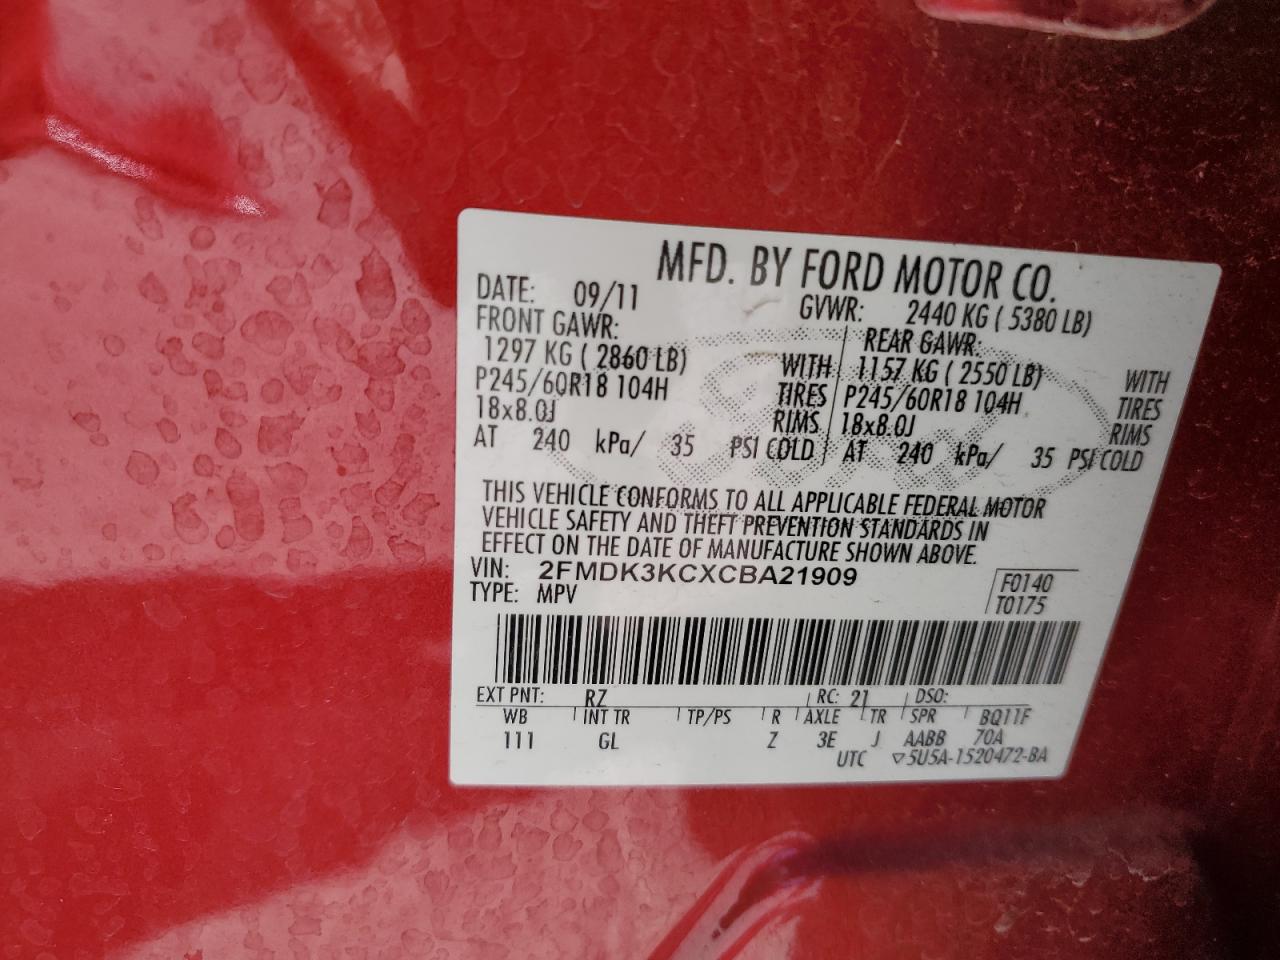 MFD. BY FORD MOTOR CO.
DATE: 09/11 GVWR: 2440 KG ( 5380 LB)
FRONT GAWR: REAR GAWR:
1297 KG ( 2860 LB) WITH 1157 KG ( 2550 LB) WITH
P245/60R18 104H TIRES P245/60R18 104H TIRES
18x8.0J RIMS 18x8.0J RIMS
AT 240 kPa/ 35 PSI COLD AT 240 kPa/ 35 PSI COLD
THIS VEHICLE CONFORMS TO ALL APPLICABLE FEDERAL MOTOR
VEHICLE SAFETY AND THEFT PREVENTION STANDARDS IN
EFFECT ON THE DATE OF MANUFACTURE SHOWN ABOVE.
VIN: 2FMDK3KCXCBA21909 F0140
TYPE: MPV T0175
EXT PNT: RZ RC: 21 DSO:
WB INT TR TP/PS R AXLE TR SPR BQ11F
111 GL Z 3E J AABB 70A
UTC ▽5U5A-1520472-BA